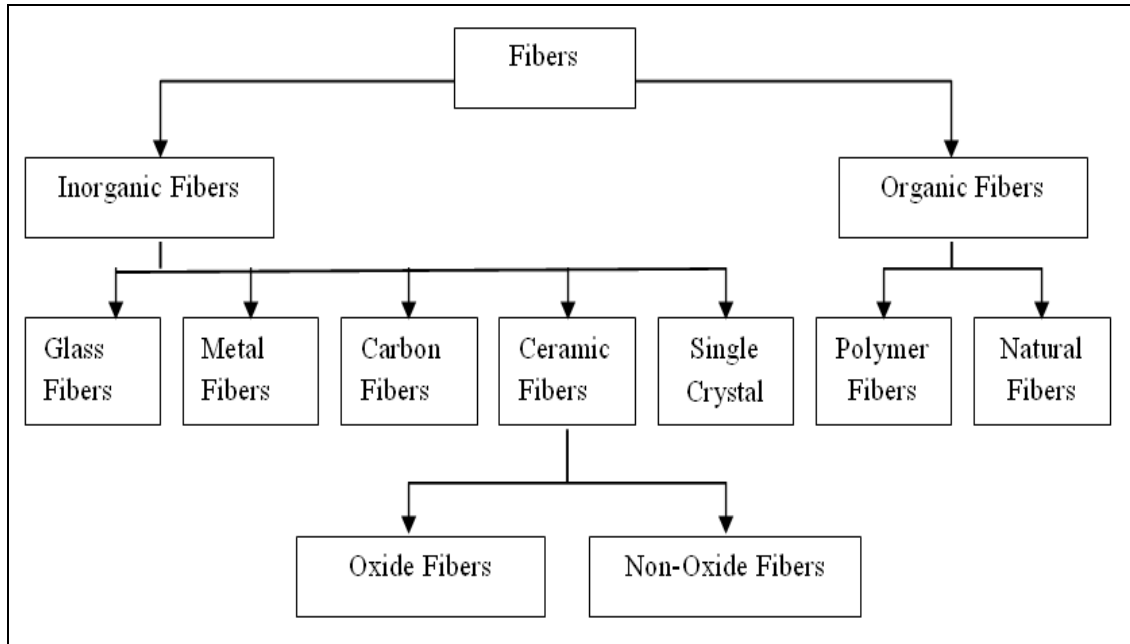 Fibers
Inorganic Fibers
Organic Fibers
Glass
Fibers
Metal
Fibers
Carbon
Fibers
Ceramic
Fibers
Single
Crystal
Polymer
Fibers
Natural
Fibers
Oxide Fibers
Non-Oxide Fibers